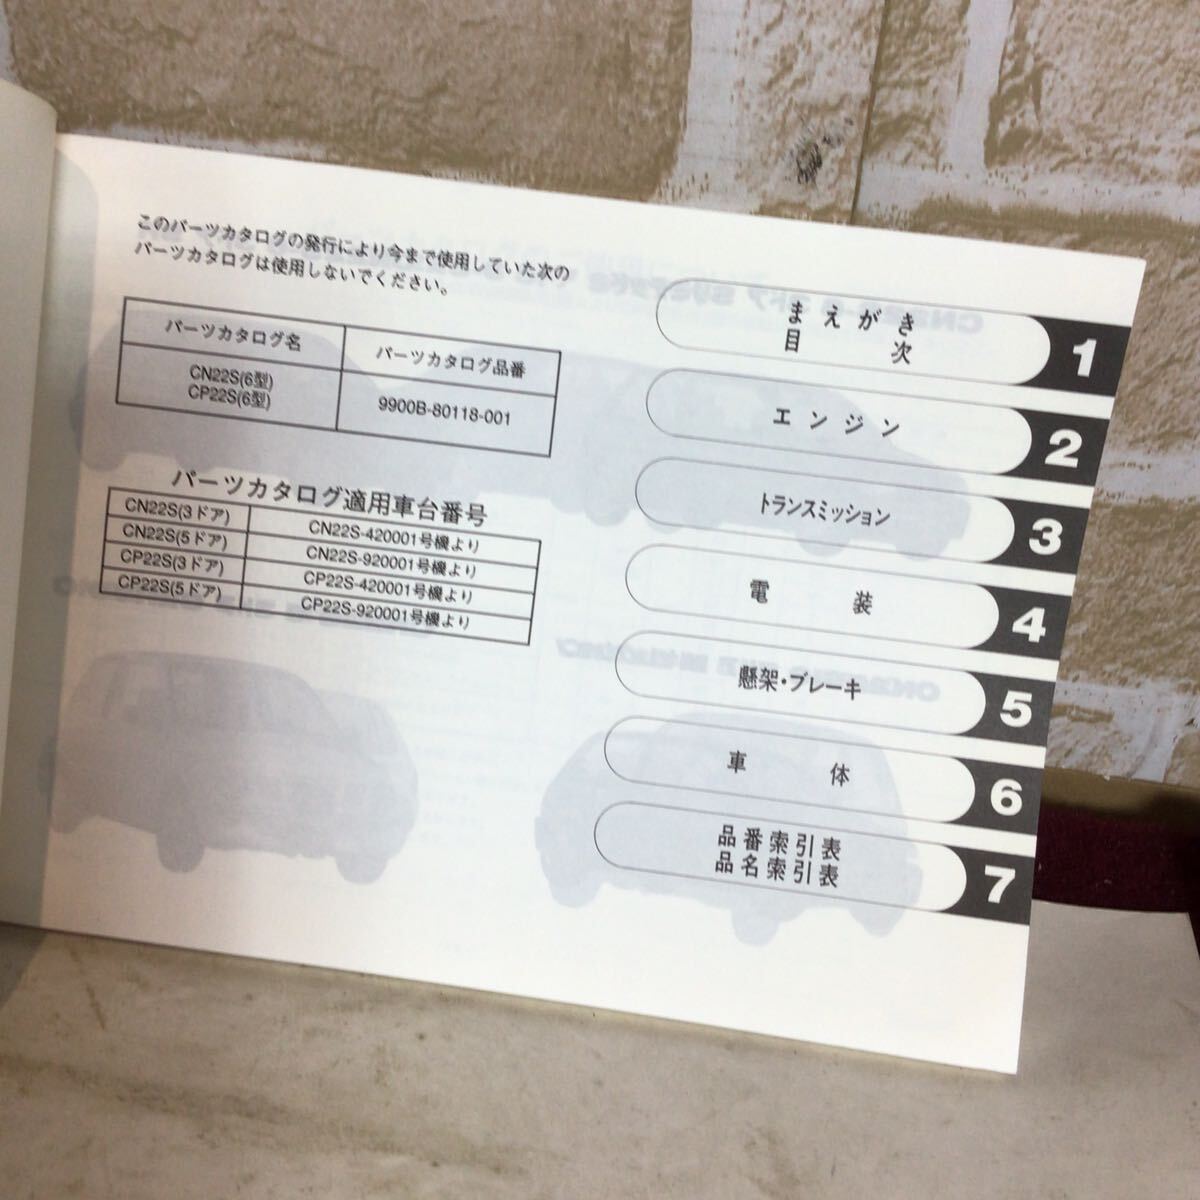 このパーツカタログの発行により今まで使用していた次の
パーツカタログは使用しないでください。
パーツカタログ名
パーツカタログ品番
CN22S(6型)
CP22S(6型)
9900B-80118-001
パーツカタログ適用車台番号
CN22S(3ドア) CN22S-420001号機より
CN22S(5ドア) CN22S-920001号機より
CP22S(3ドア) CP22S-420001号機より
CP22S(5ドア) CP22S-920001号機より
まえがき
目次
1
エンジン
2
トランスミッション
3
電装
4
懸架・ブレーキ
5
車体
6
品番索引表
品名索引表
7